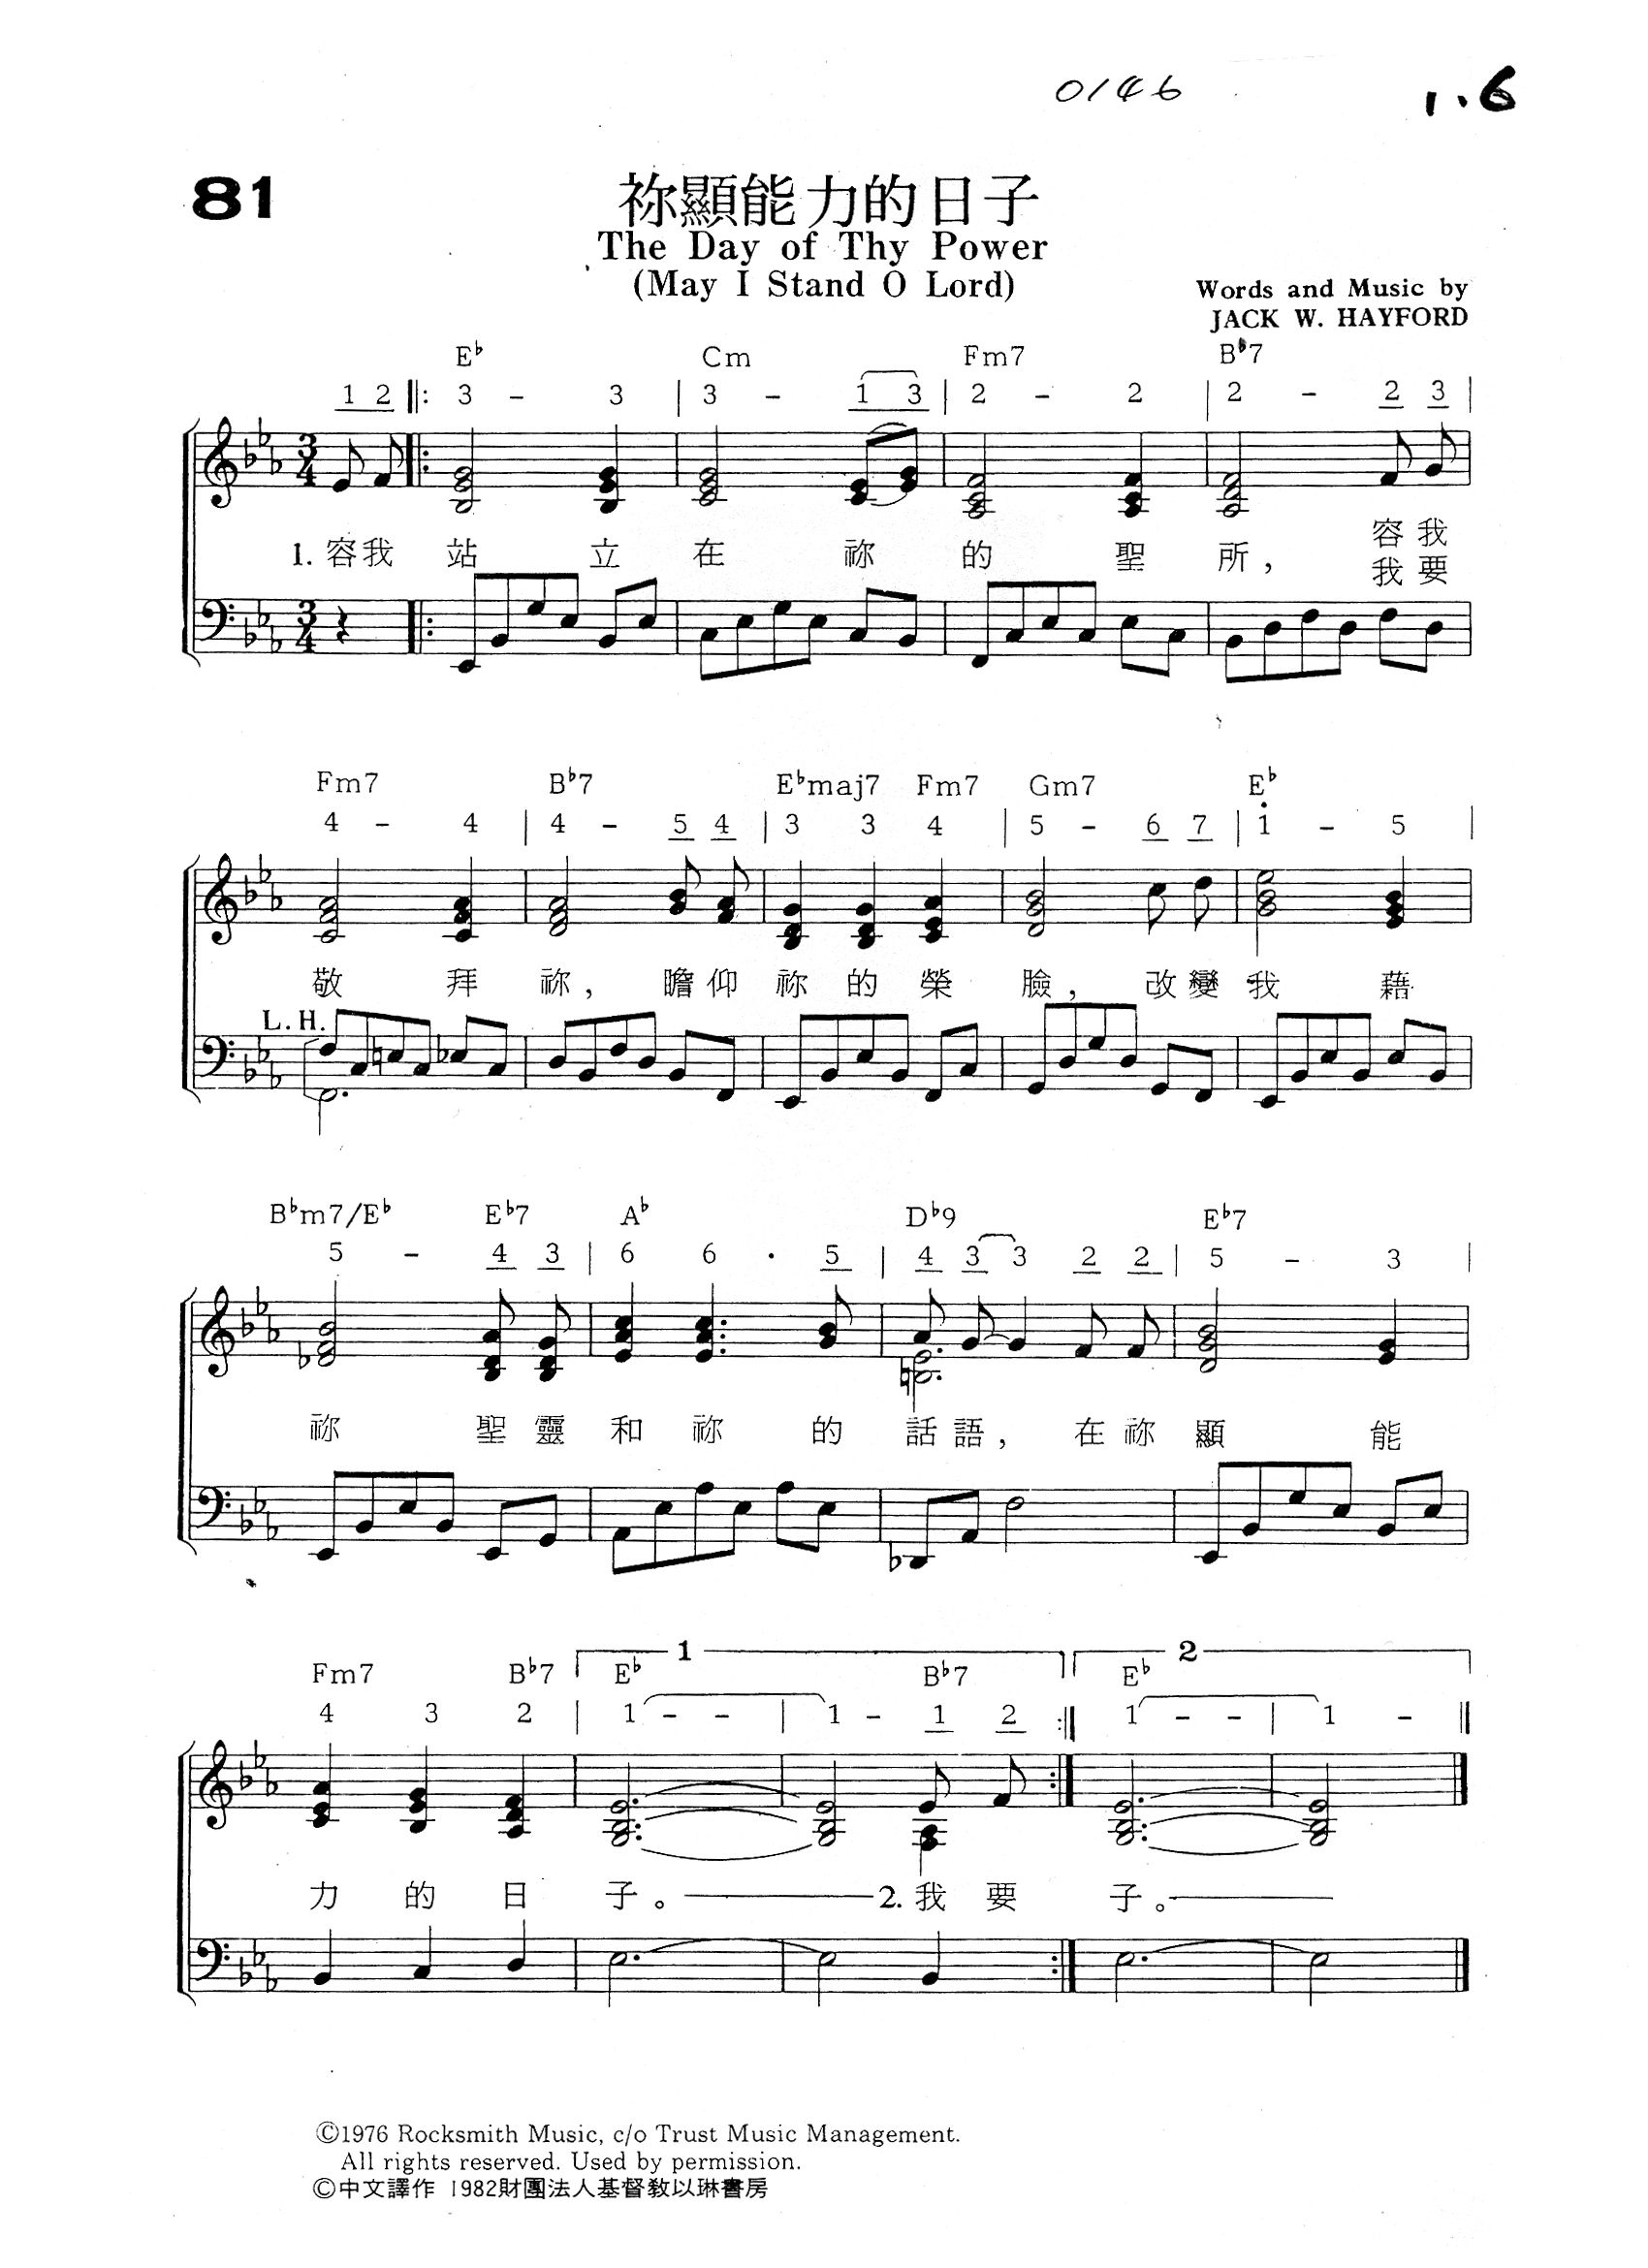 0146
1.6
81
祢顯能力的日子
The Day of Thy Power
(May I Stand O Lord)
Words and Music by
JACK W. HAYFORD
E♭ Cm Fm7 B♭7
1 2 ‖: 3 – 3 | 3 – 1 3 | 2 – 2 | 2 – 2 3 |
容我
1. 容我 站 立 在 祢 的 聖 所，
我要
Fm7 B♭7 E♭maj7 Fm7 Gm7 E♭
4 – 4 | 4 – 5 4 | 3 3 4 | 5 – 6 7 | 1 – 5 |
敬 拜 祢，瞻仰 祢 的 榮 臉，改變 我 藉
L.H.
B♭m7/E♭ E♭7 A♭ D♭9 E♭7
5 – 4 3 | 6 6 · 5 | 4 3 3 2 2 | 5 – 3 |
祢 聖靈 和 祢 的 話語，在祢 顯 能
1 2
Fm7 B♭7 E♭ B♭7 E♭
4 3 2 | 1 – – | 1 – 1 2 :‖ 1 – – | 1 – ‖
力 的 日 子。 2. 我 要 子。
©1976 Rocksmith Music, c/o Trust Music Management.
All rights reserved. Used by permission.
©中文譯作 1982財團法人基督教以琳書房